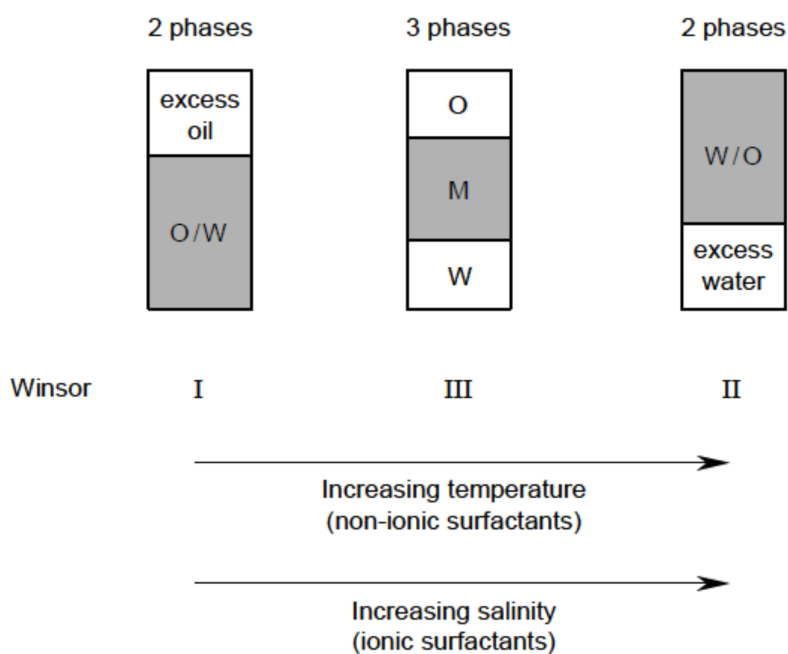 2 phases
3 phases
2 phases
excess
oil
O/W
O
M
W
W/O
excess
water
Winsor
I
III
II
Increasing temperature
(non-ionic surfactants)
Increasing salinity
(ionic surfactants)